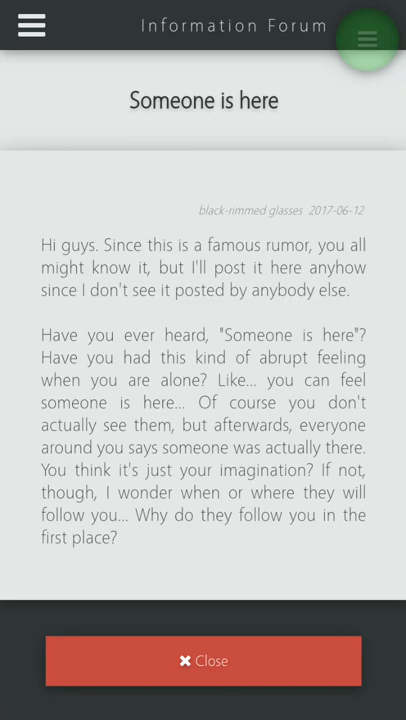 Information Forum
Someone is here
black-rimmed glasses 2017-06-12
Hi guys. Since this is a famous rumor, you all
might know it, but I'll post it here anyhow
since I don't see it posted by anybody else.
Have you ever heard, "Someone is here"?
Have you had this kind of abrupt feeling
when you are alone? Like... you can feel
someone is here... Of course you don't
actually see them, but afterwards, everyone
around you says someone was actually there.
You think it's just your imagination? If not,
though, I wonder when or where they will
follow you... Why do they follow you in the
first place?
Close